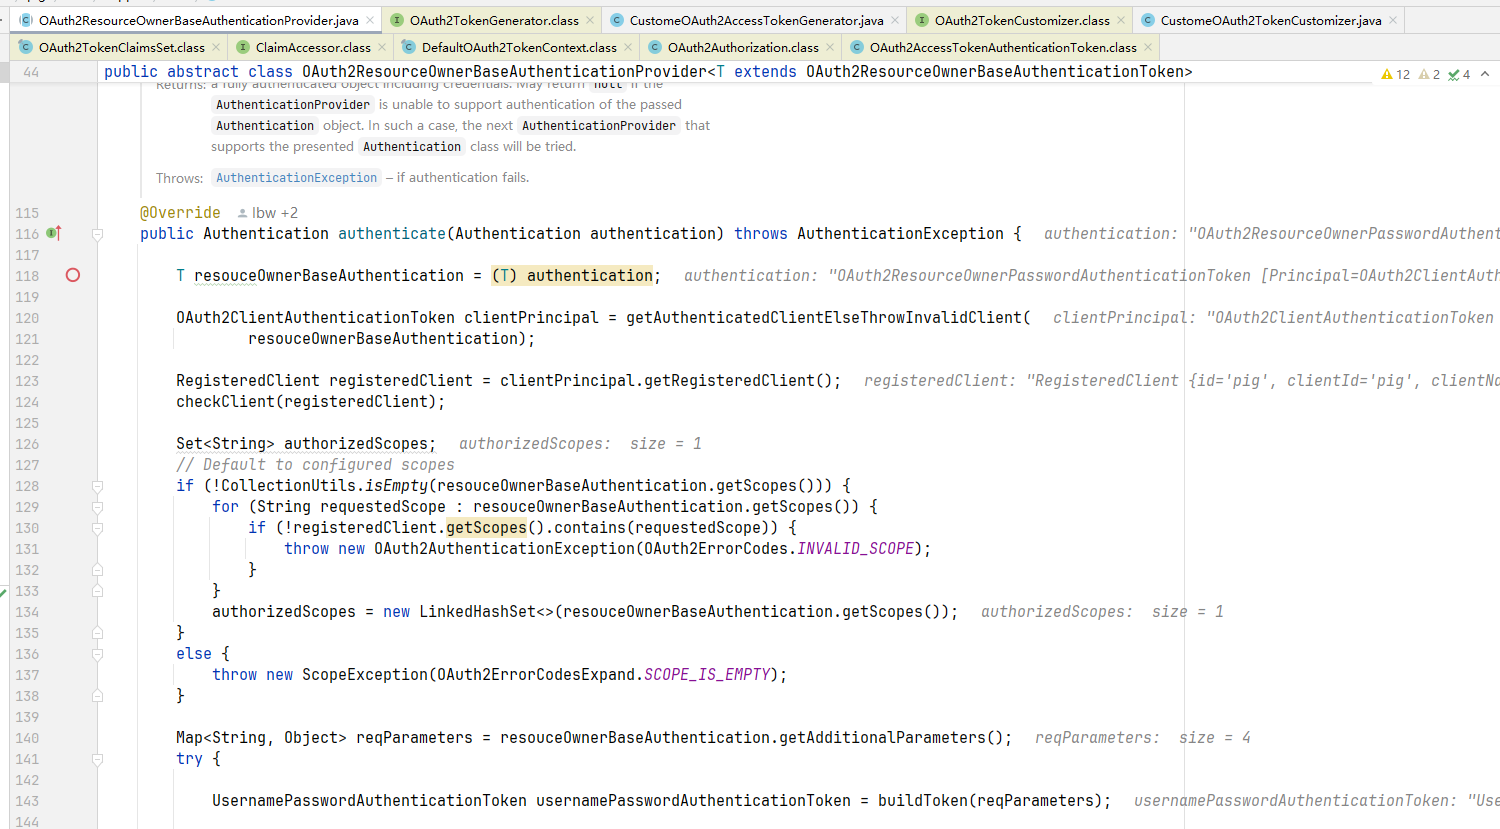 OAuth2ResourceOwnerBaseAuthenticationProvider.java OAuth2TokenGenerator.class CustomeOAuth2AccessTokenGenerator.java OAuth2TokenCustomizer.class CustomeOAuth2TokenCustomizer.java
OAuth2TokenClaimsSet.class ClaimAccessor.class DefaultOAuth2TokenContext.class OAuth2Authorization.class OAuth2AccessTokenAuthenticationToken.class
44 public abstract class OAuth2ResourceOwnerBaseAuthenticationProvider<T extends OAuth2ResourceOwnerBaseAuthenticationToken> 12 2 4
Returns: a fully authenticated object including credentials. May return null if the
AuthenticationProvider is unable to support authentication of the passed
Authentication object. In such a case, the next AuthenticationProvider that
supports the presented Authentication class will be tried.
Throws: AuthenticationException – if authentication fails.
115 @Override lbw +2
116 public Authentication authenticate(Authentication authentication) throws AuthenticationException { authentication: "OAuth2ResourceOwnerPasswordAuthent
117
118 T resouceOwnerBaseAuthentication = (T) authentication; authentication: "OAuth2ResourceOwnerPasswordAuthenticationToken [Principal=OAuth2ClientAuth
119
120 OAuth2ClientAuthenticationToken clientPrincipal = getAuthenticatedClientElseThrowInvalidClient( clientPrincipal: "OAuth2ClientAuthenticationToken
121 resouceOwnerBaseAuthentication);
122
123 RegisteredClient registeredClient = clientPrincipal.getRegisteredClient(); registeredClient: "RegisteredClient {id='pig', clientId='pig', clientNa
124 checkClient(registeredClient);
125
126 Set<String> authorizedScopes; authorizedScopes: size = 1
127 // Default to configured scopes
128 if (!CollectionUtils.isEmpty(resouceOwnerBaseAuthentication.getScopes())) {
129 for (String requestedScope : resouceOwnerBaseAuthentication.getScopes()) {
130 if (!registeredClient.getScopes().contains(requestedScope)) {
131 throw new OAuth2AuthenticationException(OAuth2ErrorCodes.INVALID_SCOPE);
132 }
133 }
134 authorizedScopes = new LinkedHashSet<>(resouceOwnerBaseAuthentication.getScopes()); authorizedScopes: size = 1
135 }
136 else {
137 throw new ScopeException(OAuth2ErrorCodesExpand.SCOPE_IS_EMPTY);
138 }
139
140 Map<String, Object> reqParameters = resouceOwnerBaseAuthentication.getAdditionalParameters(); reqParameters: size = 4
141 try {
142
143 UsernamePasswordAuthenticationToken usernamePasswordAuthenticationToken = buildToken(reqParameters); usernamePasswordAuthenticationToken: "Use
144